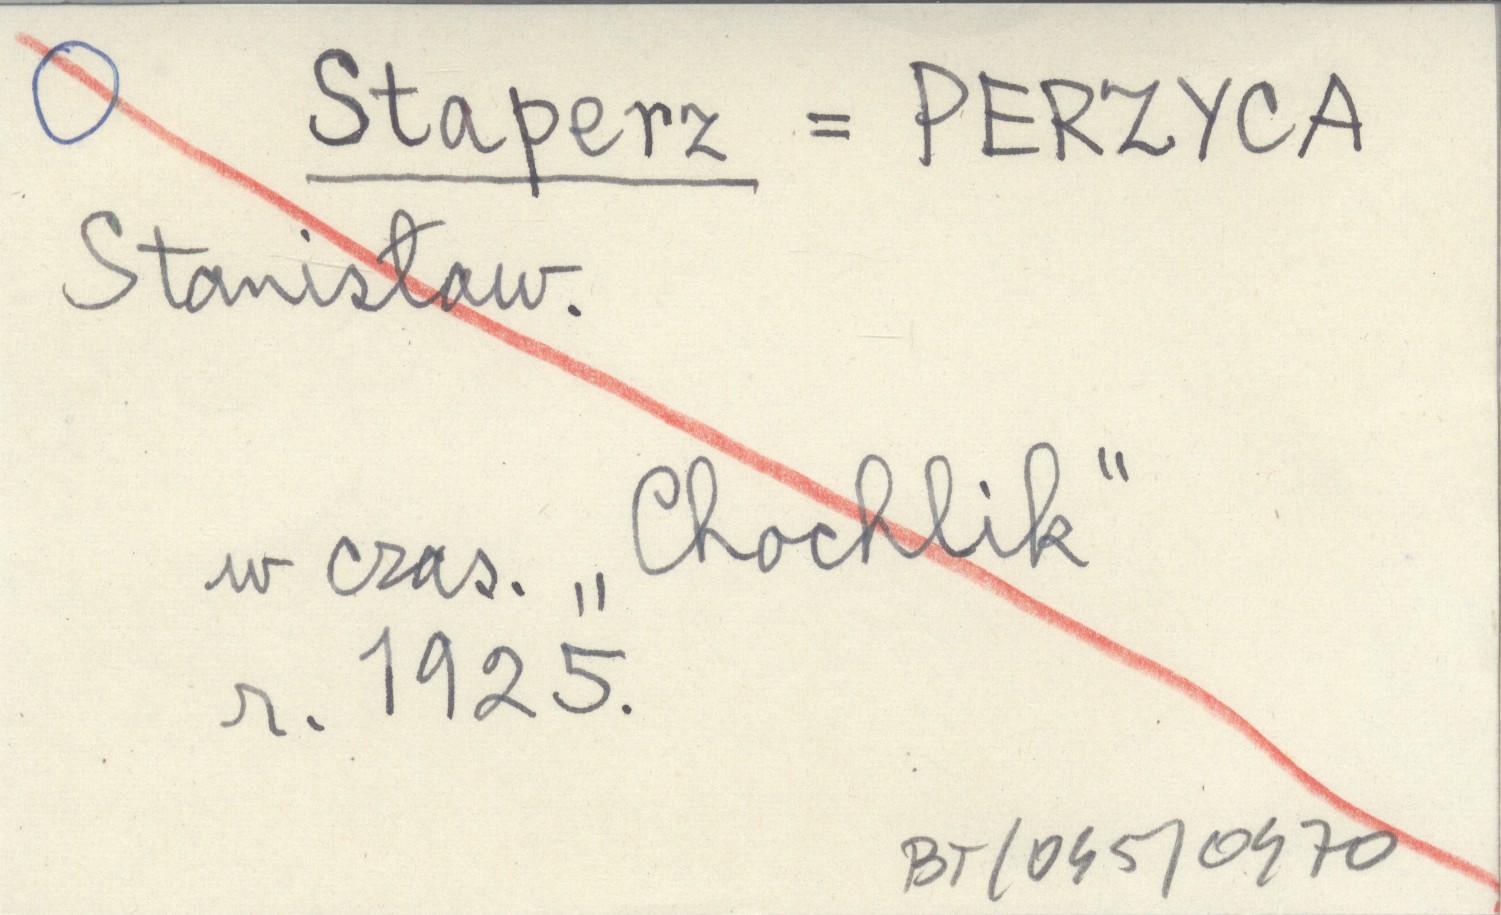 Staperz = PERZYCA
Stanisław.
w czas. „Chochlik"
r. 1925.
BT/045/0470